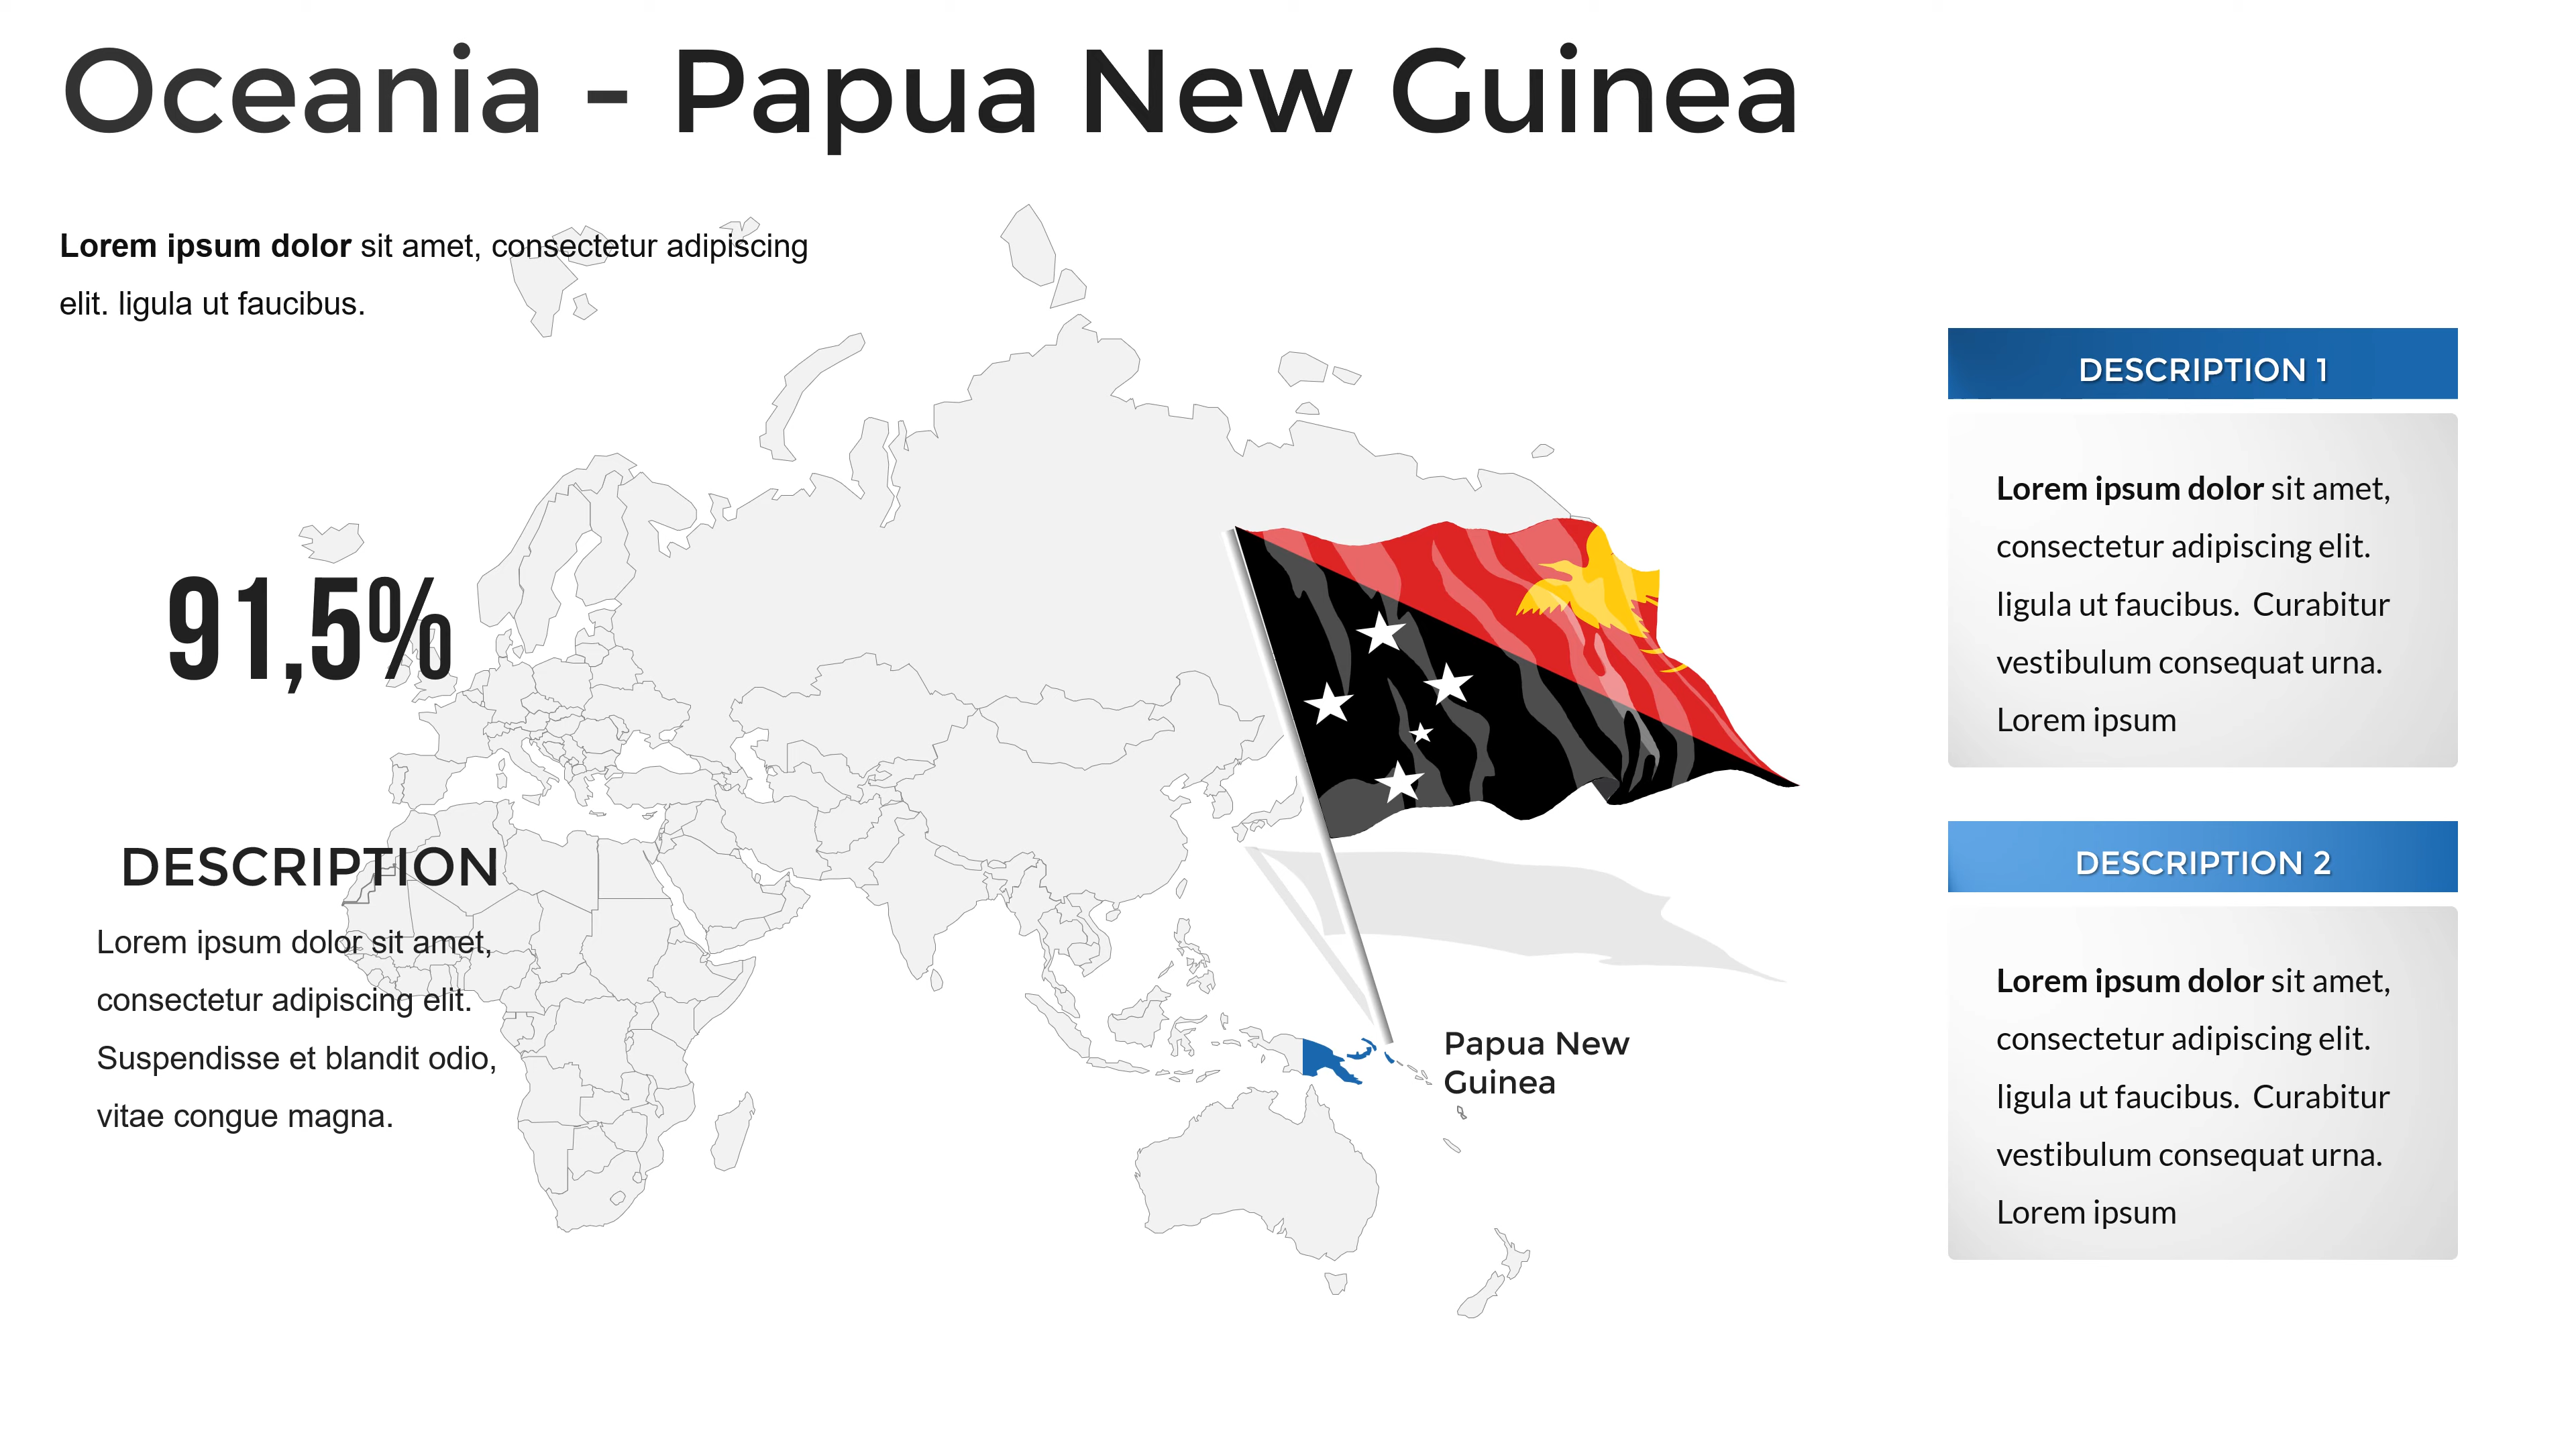 Oceania - Papua New Guinea
Lorem ipsum dolor sit amet, consectetur adipiscing
elit. ligula ut faucibus.
91,5%
DESCRIPTION
Lorem ipsum dolor sit amet,
consectetur adipiscing elit.
Suspendisse et blandit odio,
vitae congue magna.
Papua New
Guinea
DESCRIPTION 1
Lorem ipsum dolor sit amet,
consectetur adipiscing elit.
ligula ut faucibus. Curabitur
vestibulum consequat urna.
Lorem ipsum
DESCRIPTION 2
Lorem ipsum dolor sit amet,
consectetur adipiscing elit.
ligula ut faucibus. Curabitur
vestibulum consequat urna.
Lorem ipsum